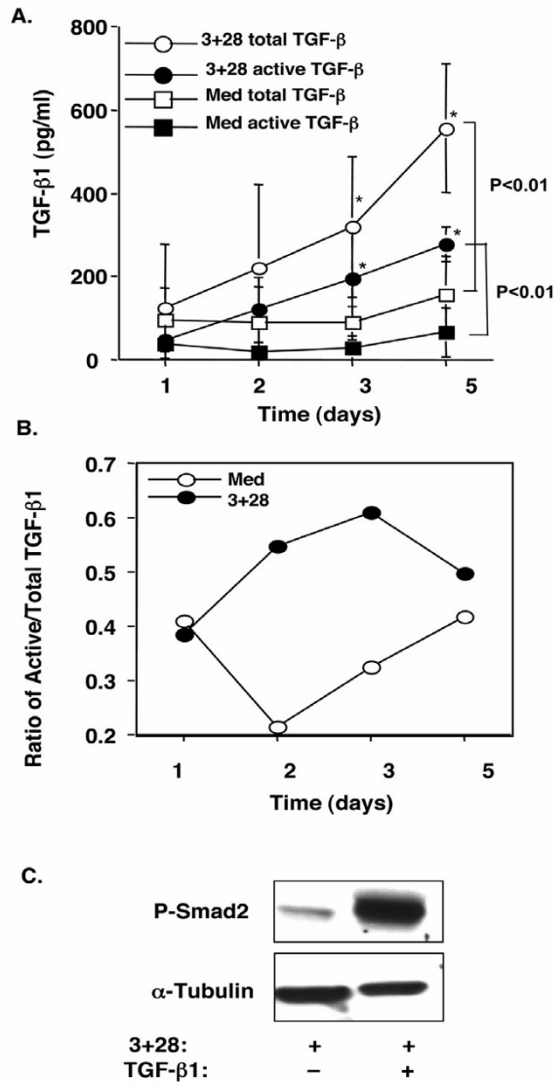 A.
800
600
400
200
0
TGF-β1 (pg/ml)
3+28 total TGF-β
3+28 active TGF-β
Med total TGF-β
Med active TGF-β
*
*
*
*
P<0.01
P<0.01
1 2 3 5
Time (days)
B.
0.7
0.6
0.5
0.4
0.3
0.2
Ratio of Active/Total TGF-β1
Med
3+28
1 2 3 5
Time (days)
C.
P-Smad2
α-Tubulin
3+28: + +
TGF-β1: – +